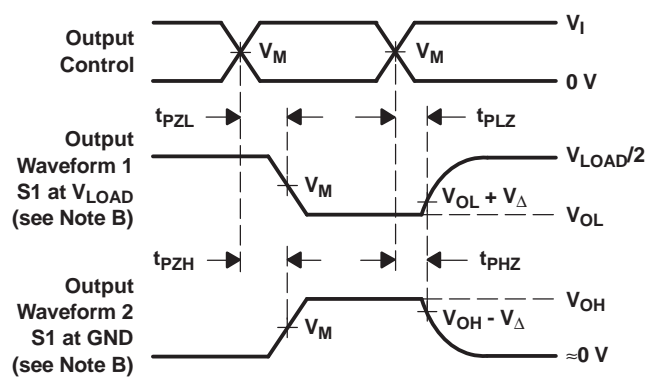 Output
Control
V_M
V_M
V_I
0 V
t_PZL
t_PLZ
Output
Waveform 1
S1 at V_LOAD
(see Note B)
V_M
V_LOAD/2
V_OL + V_Δ
V_OL
t_PZH
t_PHZ
Output
Waveform 2
S1 at GND
(see Note B)
V_M
V_OH
V_OH - V_Δ
≈0 V